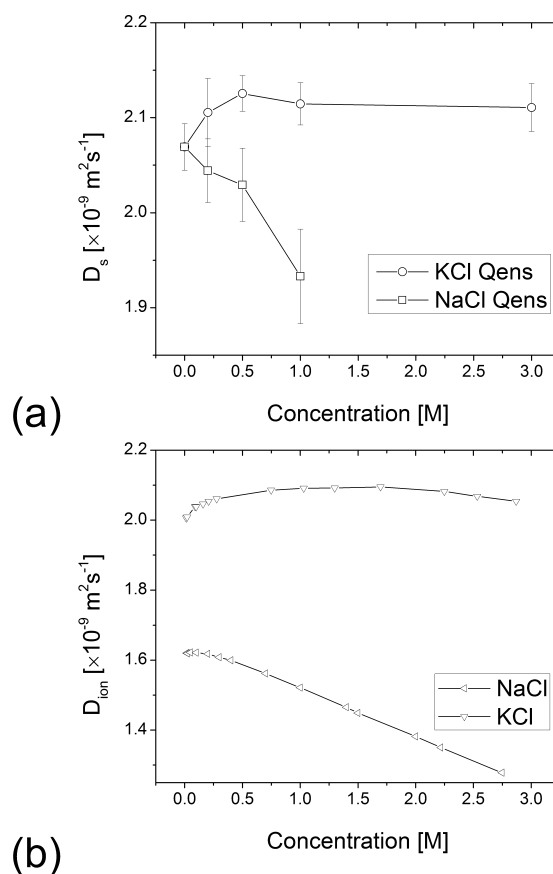 2.2
2.1
2.0
1.9
Dₛ [×10⁻⁹ m²s⁻¹]
KCl Qens
NaCl Qens
0.0 0.5 1.0 1.5 2.0 2.5 3.0
Concentration [M]
(a)
2.2
2.0
1.8
1.6
1.4
D_ion [×10⁻⁹ m²s⁻¹]
NaCl
KCl
0.0 0.5 1.0 1.5 2.0 2.5 3.0
Concentration [M]
(b)